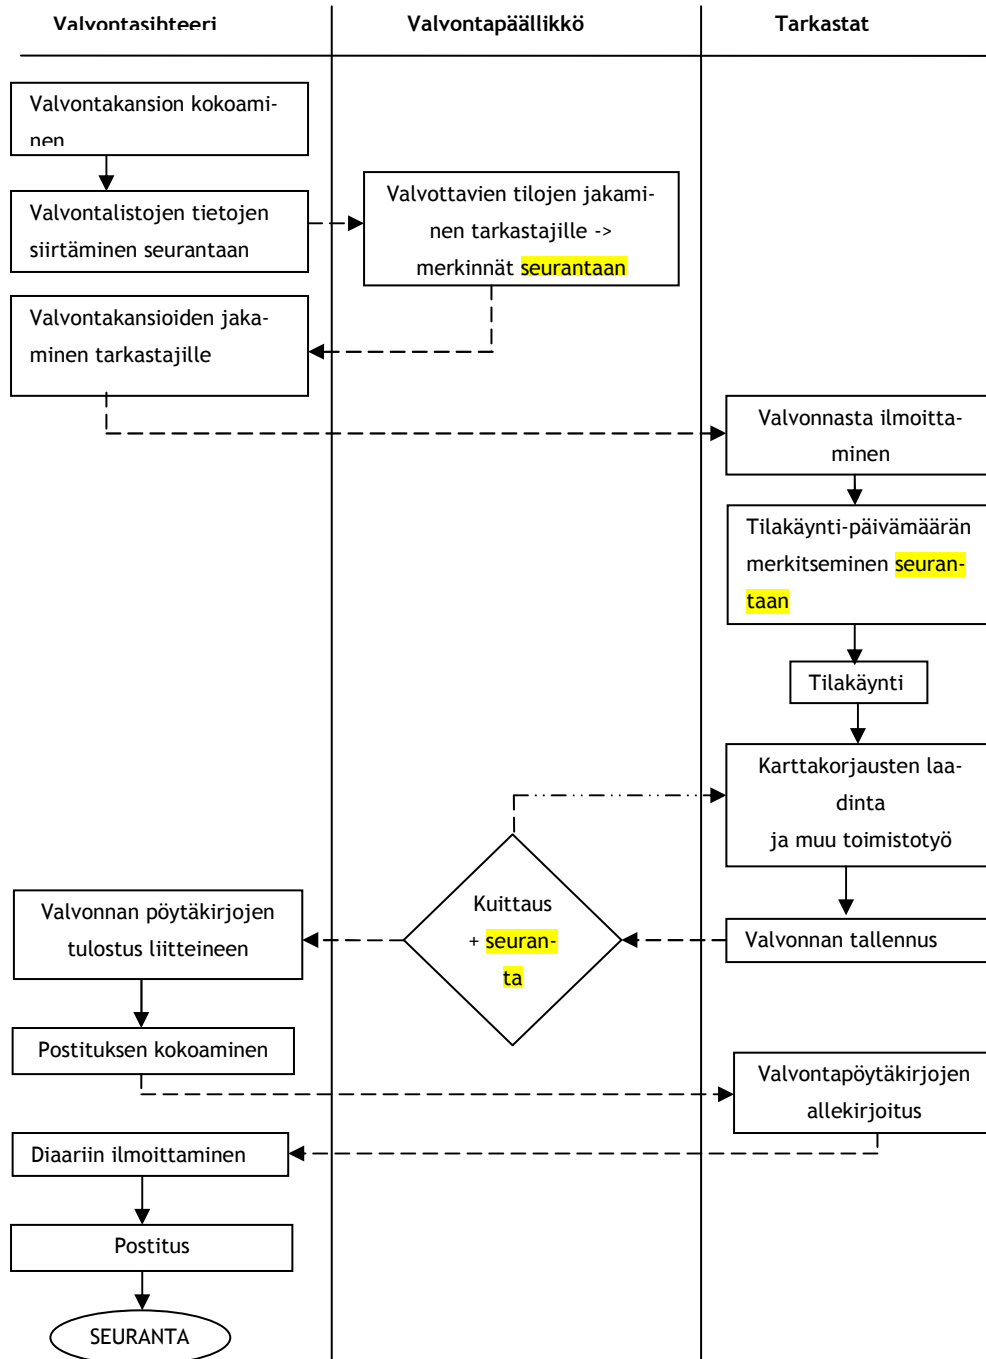 Valvontasihteeri
Valvontapäällikkö
Tarkastat
Valvontakansion kokoami-
nen
Valvontalistojen tietojen
siirtäminen seurantaan
Valvottavien tilojen jakami-
nen tarkastajille ->
merkinnät seurantaan
Valvontakansioiden jaka-
minen tarkastajille
Valvonnasta ilmoitta-
minen
Tilakäynti-päivämäärän
merkitseminen seuran-
taan
Tilakäynti
Karttakorjausten laa-
dinta
ja muu toimistotyö
Valvonnan tallennus
Kuittaus
+ seuran-
ta
Valvonnan pöytäkirjojen
tulostus liitteineen
Postituksen kokoaminen
Valvontapöytäkirjojen
allekirjoitus
Diaariin ilmoittaminen
Postitus
SEURANTA